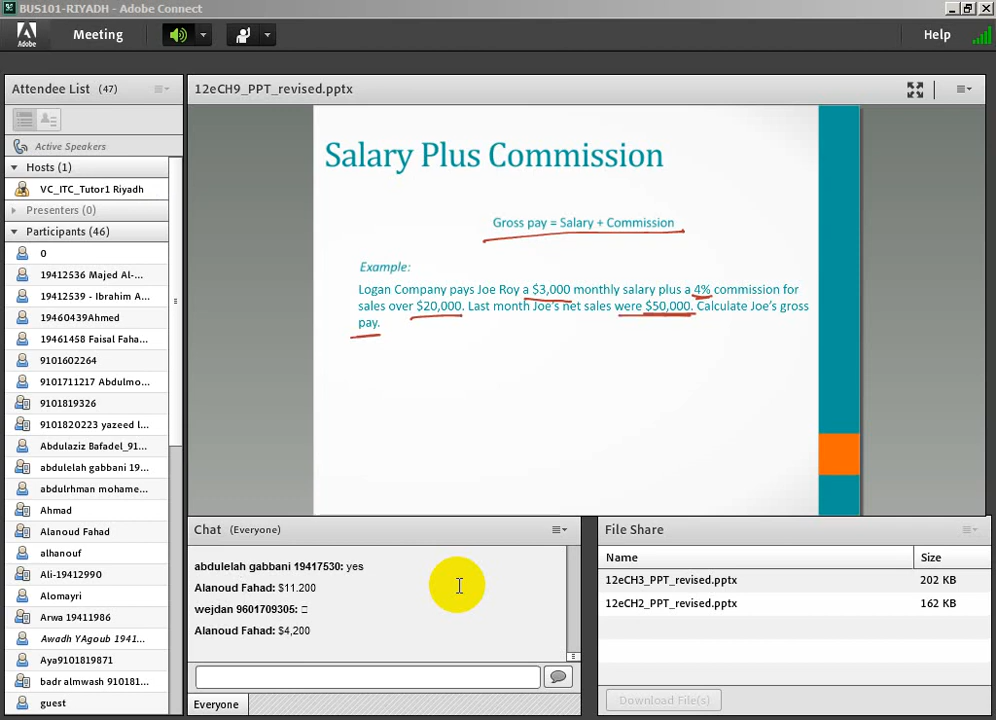 BUS101-RIYADH - Adobe Connect
Adobe
Meeting
Help
Attendee List (47)
Active Speakers
Hosts (1)
VC_ITC_Tutor1 Riyadh
Presenters (0)
Participants (46)
0
19412536 Majed Al-...
19412539 - Ibrahim A...
19460439Ahmed
19461458 Faisal Faha...
9101602264
9101711217 Abdulmo...
9101819326
9101820223 yazeed l...
Abdulaziz Bafadel_91...
abdulelah gabbani 19...
abdulrhman mohame...
Ahmad
Alanoud Fahad
alhanouf
Ali-19412990
Alomayri
Arwa 19411986
Awadh YAgoub 1941...
Aya9101819871
badr almwash 910181...
guest
12eCH9_PPT_revised.pptx
Salary Plus Commission
Gross pay = Salary + Commission
Example:
Logan Company pays Joe Roy a $3,000 monthly salary plus a 4% commission for
sales over $20,000. Last month Joe's net sales were $50,000. Calculate Joe's gross
pay.
Chat (Everyone)
abdulelah gabbani 19417530: yes
Alanoud Fahad: $11.200
wejdan 9601709305: □
Alanoud Fahad: $4,200
Everyone
File Share
Name Size
12eCH3_PPT_revised.pptx 202 KB
12eCH2_PPT_revised.pptx 162 KB
Download File(s)